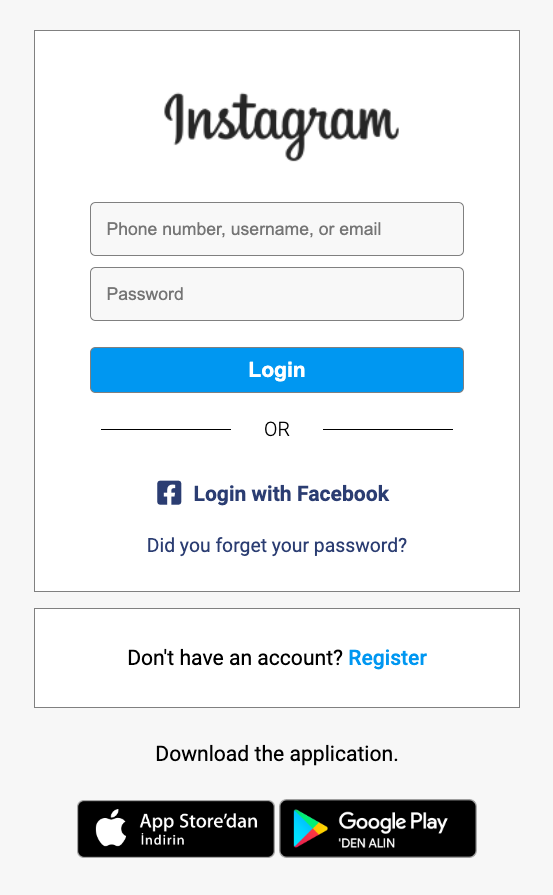 Instagram
Phone number, username, or email
Password
Login
OR
Login with Facebook
Did you forget your password?
Don't have an account? Register
Download the application.
App Store'dan
İndirin
Google Play
'DEN ALIN